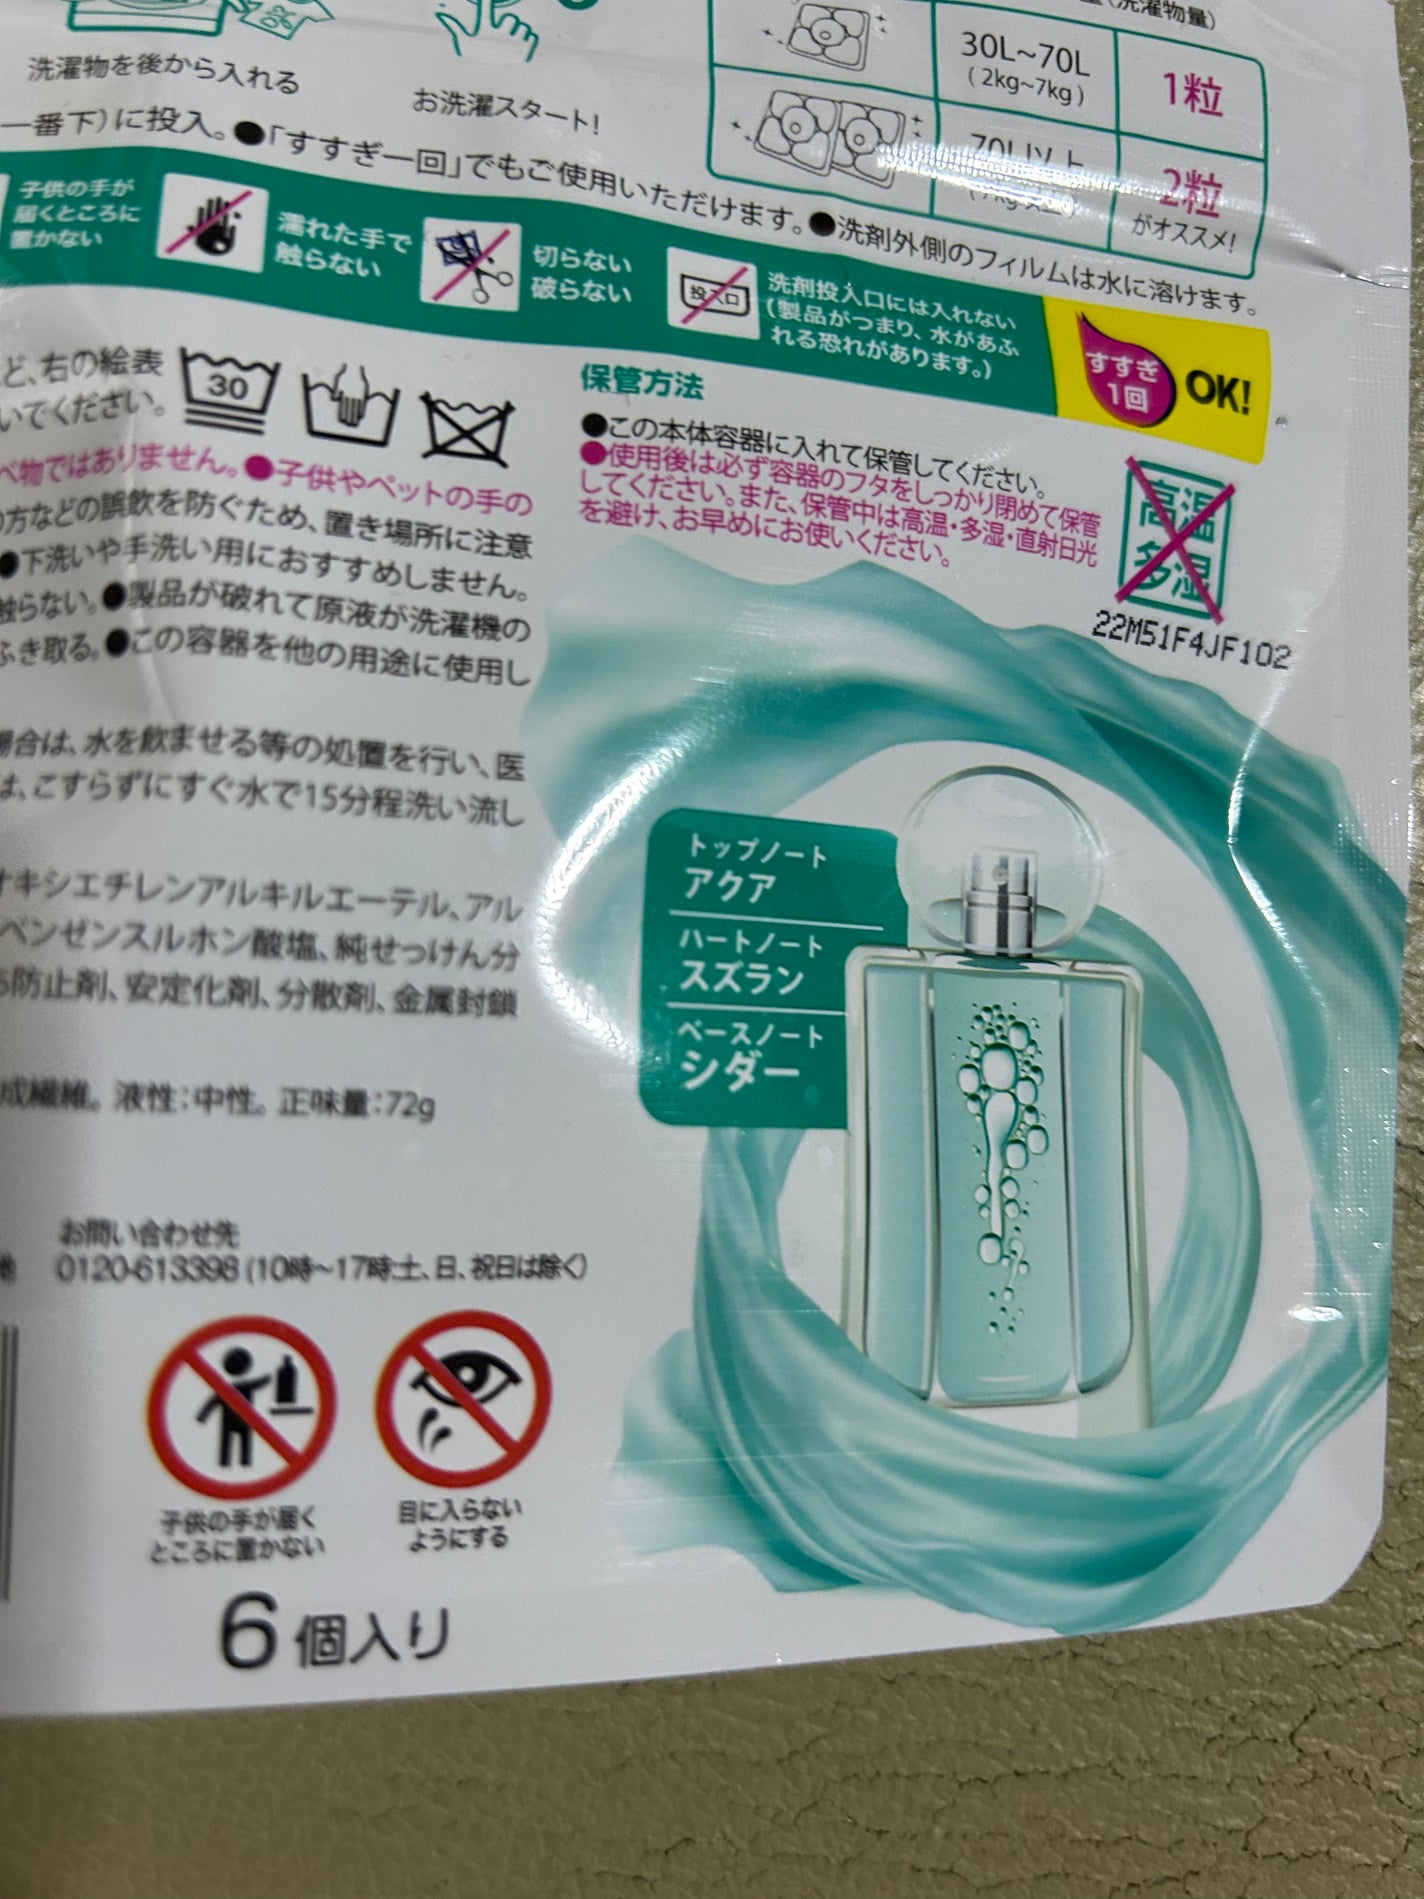 洗濯物を後から入れる
お洗濯スタート!
(洗濯物量)
30L~70L
(2kg~7kg)
1粒
70L以上
2粒
がオススメ!
一番下)に投入。●「すすぎ一回」でもご使用いただけます。●洗剤外側のフィルムは水に溶けます。
子供の手が
届くところに
置かない
濡れた手で
触らない
切らない
破らない
投入口
洗剤投入口には入れない
(製品がつまり、水があふ
れる恐れがあります。)
すすぎ
1回
OK!
ど、右の絵表
いてください。
30
べ物ではありません。●子供やペットの手の
方などの誤飲を防ぐため、置き場所に注意
●下洗いや手洗い用におすすめしません。
触らない。●製品が破れて原液が洗濯機の
ふき取る。●この容器を他の用途に使用し
場合は、水を飲ませる等の処置を行い、医
は、こすらずにすぐ水で15分程洗い流し
オキシエチレンアルキルエーテル、アル
ベンゼンスルホン酸塩、純せっけん分
防止剤、安定化剤、分散剤、金属封鎖
成繊維。液性:中性。正味量:72g
保管方法
●この本体容器に入れて保管してください。
●使用後は必ず容器のフタをしっかり閉めて保管
してください。また、保管中は高温・多湿・直射日光
を避け、お早めにお使いください。
高温
多湿
22M51F4JF102
トップノート
アクア
ハートノート
スズラン
ベースノート
シダー
お問い合わせ先
0120-613398(10時~17時:土、日、祝日は除く)
子供の手が届く
ところに置かない
目に入らない
ようにする
6個入り